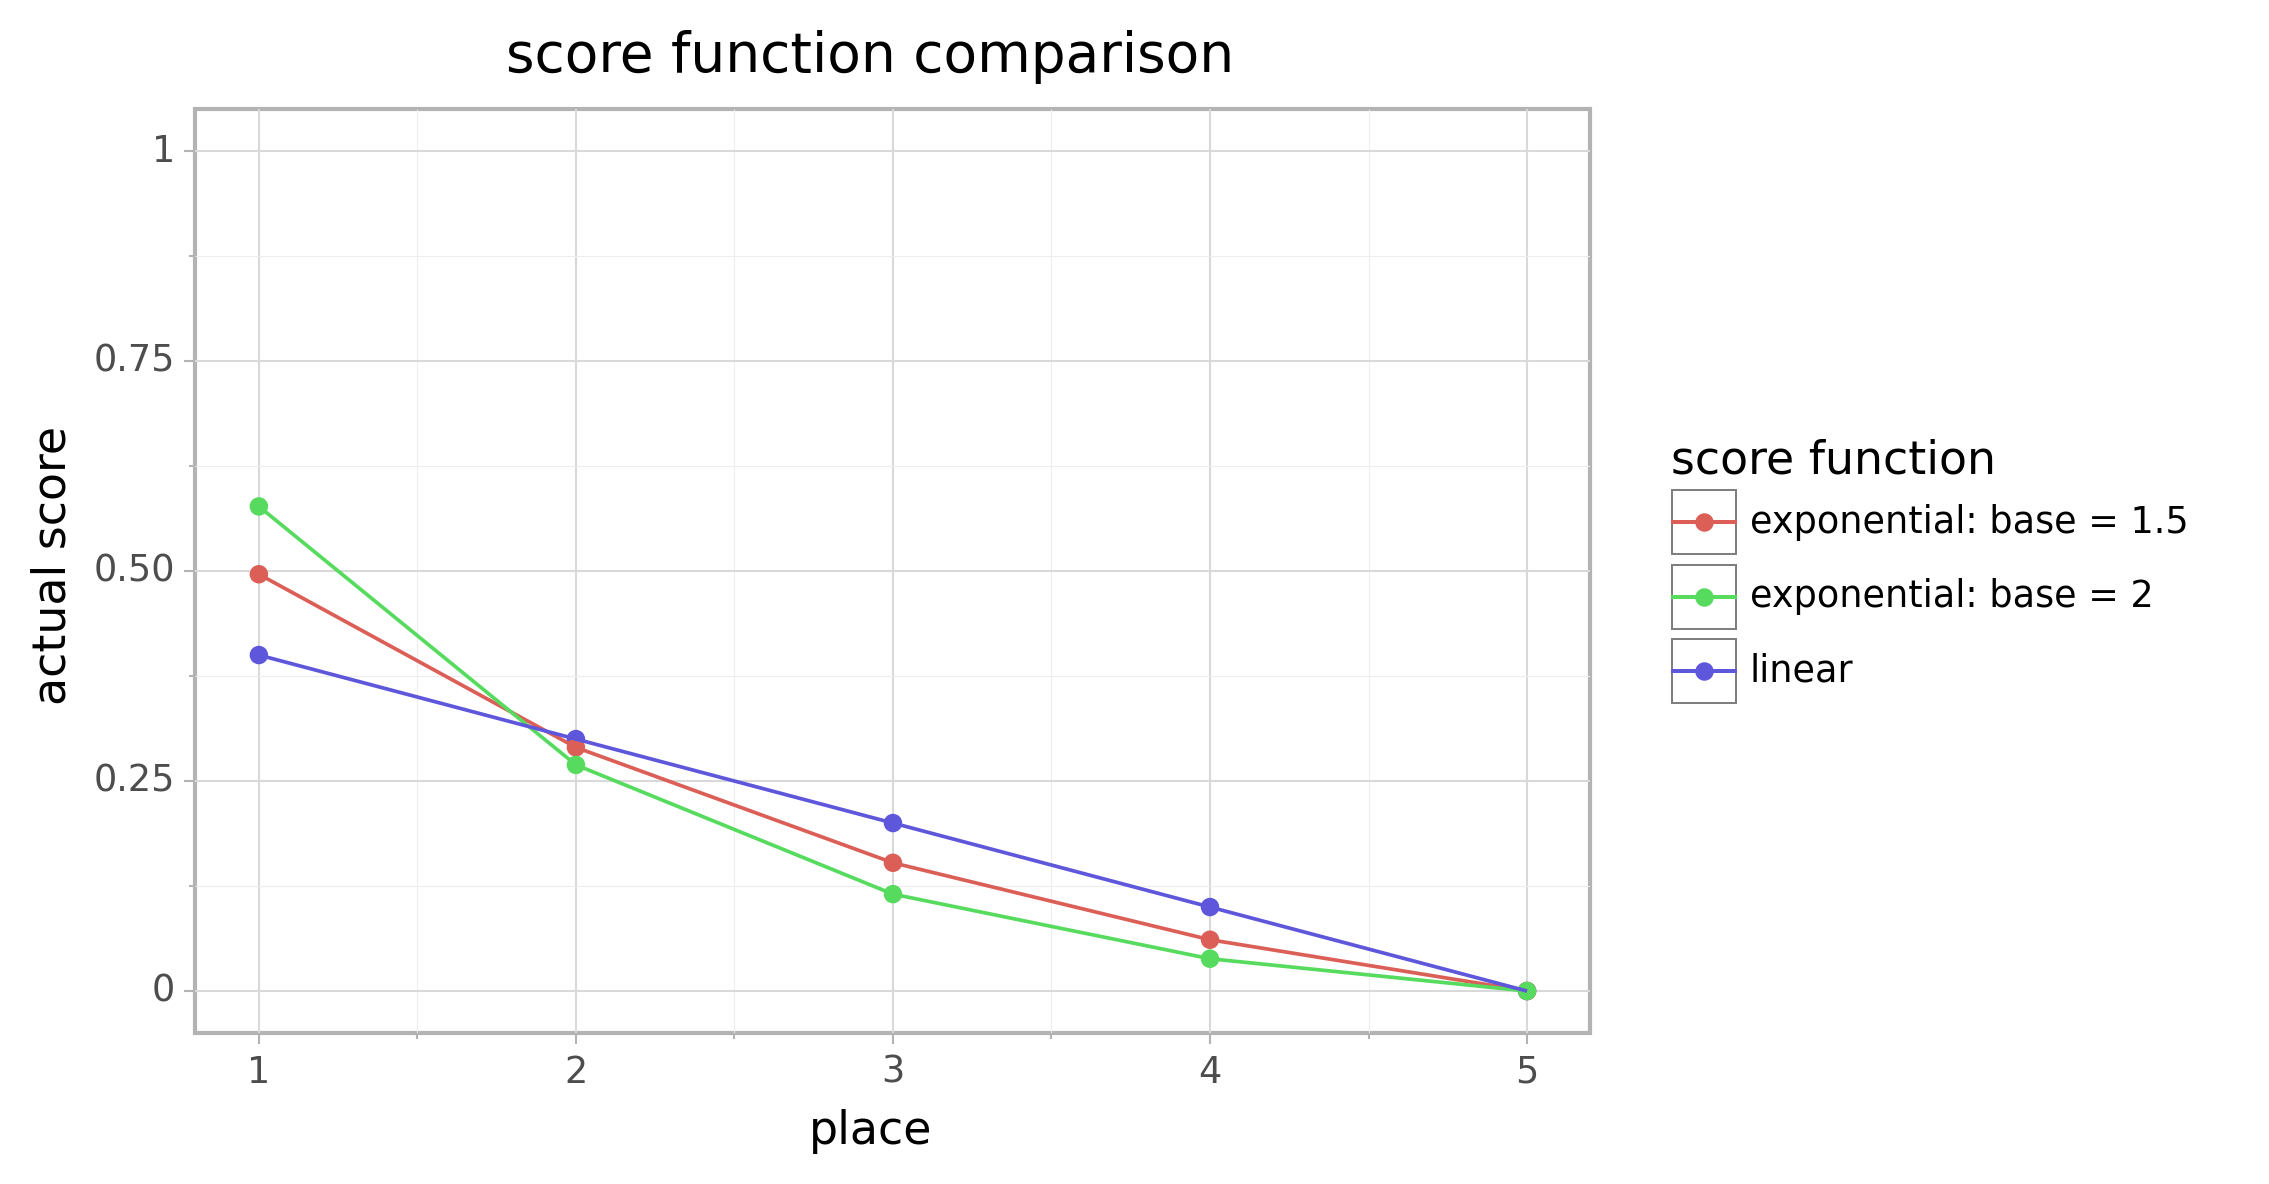 score function comparison
1
0.75
0.50
0.25
0
actual score
1 2 3 4 5
place
score function
exponential: base = 1.5
exponential: base = 2
linear